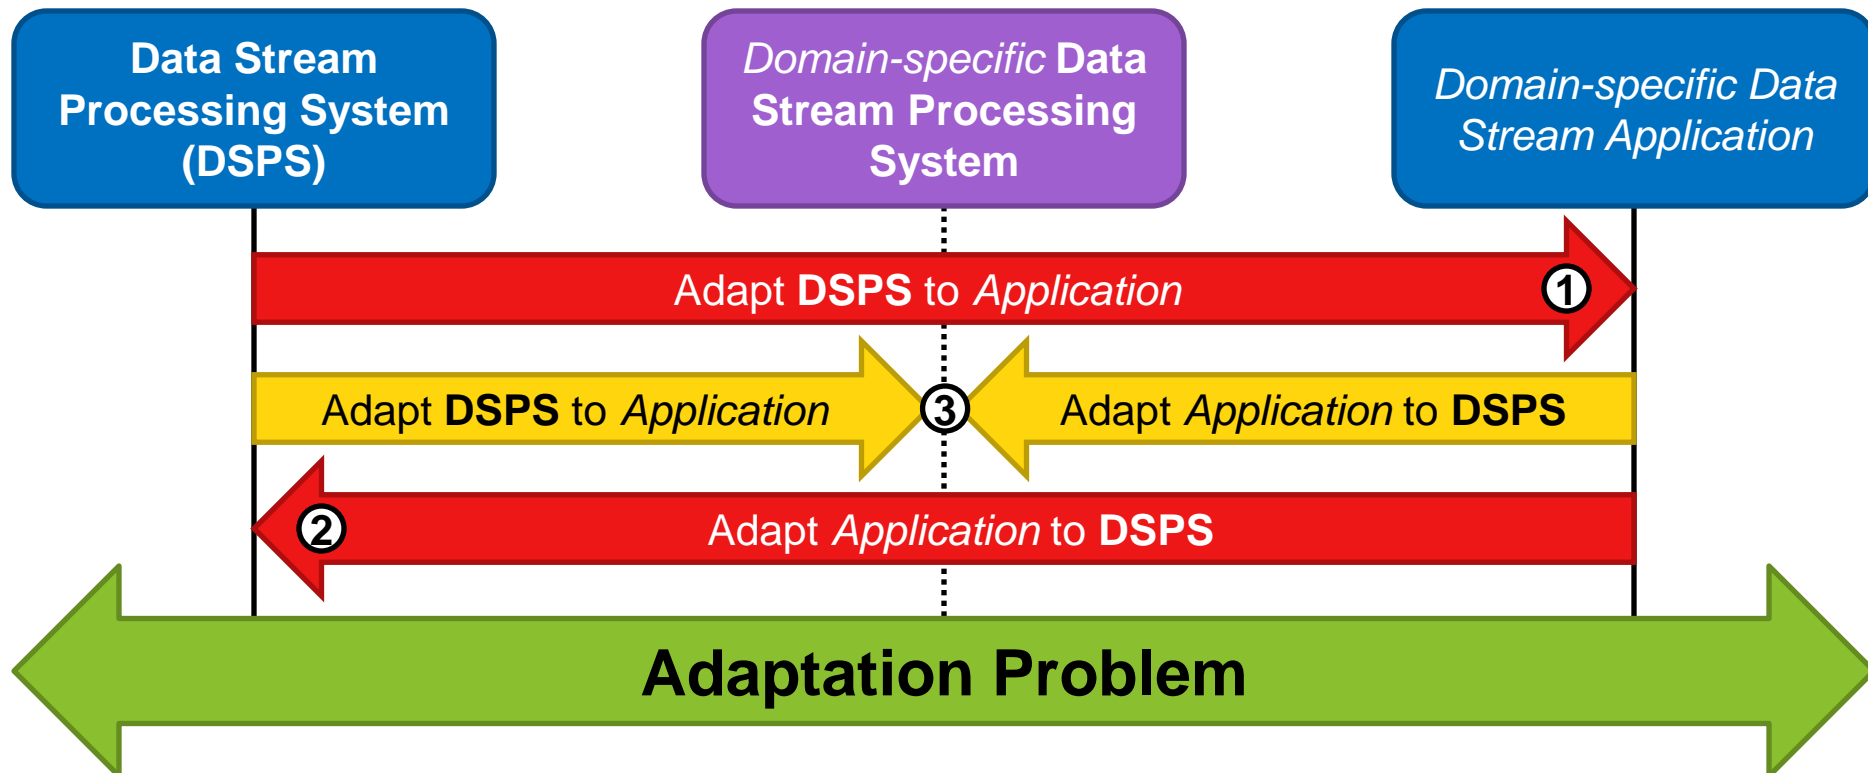 Data Stream
Processing System
(DSPS)
Domain-specific Data
Stream Processing
System
Domain-specific Data
Stream Application
Adapt DSPS to Application
1
Adapt DSPS to Application
3
Adapt Application to DSPS
2
Adapt Application to DSPS
Adaptation Problem